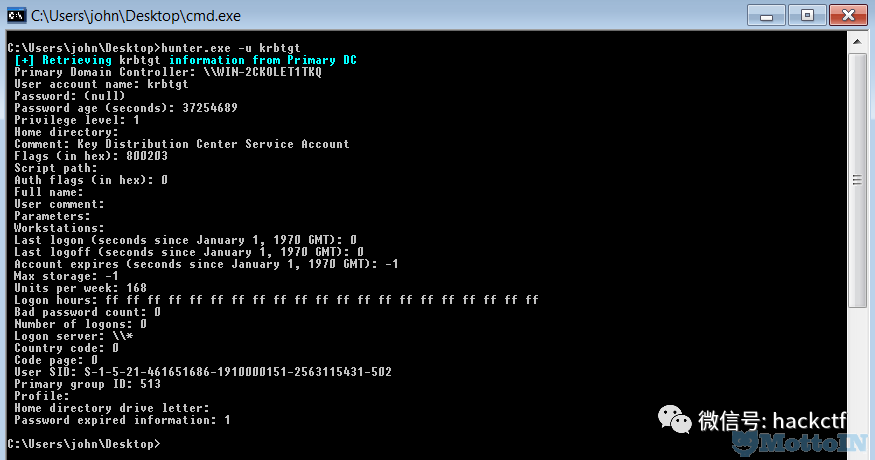 C:\Users\john\Desktop\cmd.exe
C:\Users\john\Desktop>hunter.exe -u krbtgt
[+] Retrieving krbtgt information from Primary DC
Primary Domain Controller: \\WIN-2CKOLET1TKQ
User account name: krbtgt
Password: (null)
Password age (seconds): 37254689
Privilege level: 1
Home directory:
Comment: Key Distribution Center Service Account
Flags (in hex): 800203
Script path:
Auth flags (in hex): 0
Full name:
User comment:
Parameters:
Workstations:
Last logon (seconds since January 1, 1970 GMT): 0
Last logoff (seconds since January 1, 1970 GMT): 0
Account expires (seconds since January 1, 1970 GMT): -1
Max storage: -1
Units per week: 168
Logon hours: ff ff ff ff ff ff ff ff ff ff ff ff ff ff ff ff ff ff ff ff ff
Bad password count: 0
Number of logons: 0
Logon server: \\*
Country code: 0
Code page: 0
User SID: S-1-5-21-461651686-1910000151-2563115431-502
Primary group ID: 513
Profile:
Home directory drive letter:
Password expired information: 1
C:\Users\john\Desktop>
微信号: hackctf
MottoIN